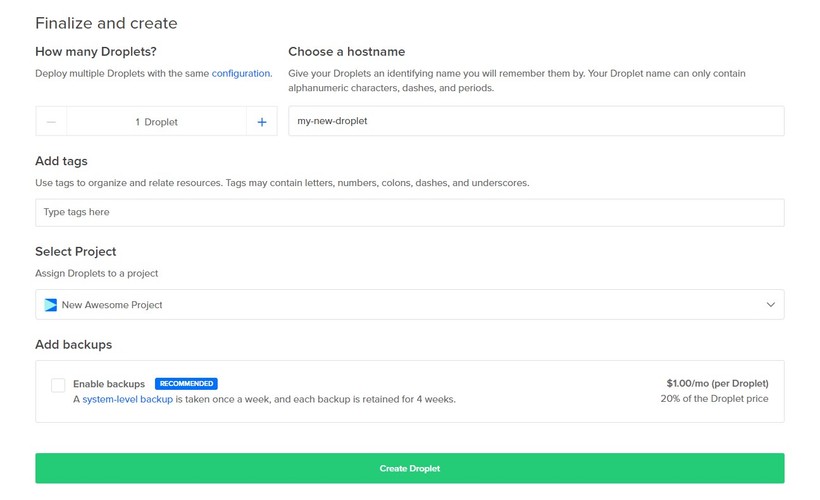 Finalize and create
How many Droplets?
Deploy multiple Droplets with the same configuration.
Choose a hostname
Give your Droplets an identifying name you will remember them by. Your Droplet name can only contain
alphanumeric characters, dashes, and periods.
1 Droplet
my-new-droplet
Add tags
Use tags to organize and relate resources. Tags may contain letters, numbers, colons, dashes, and underscores.
Type tags here
Select Project
Assign Droplets to a project
New Awesome Project
Add backups
Enable backups RECOMMENDED
A system-level backup is taken once a week, and each backup is retained for 4 weeks.
$1.00/mo (per Droplet)
20% of the Droplet price
Create Droplet